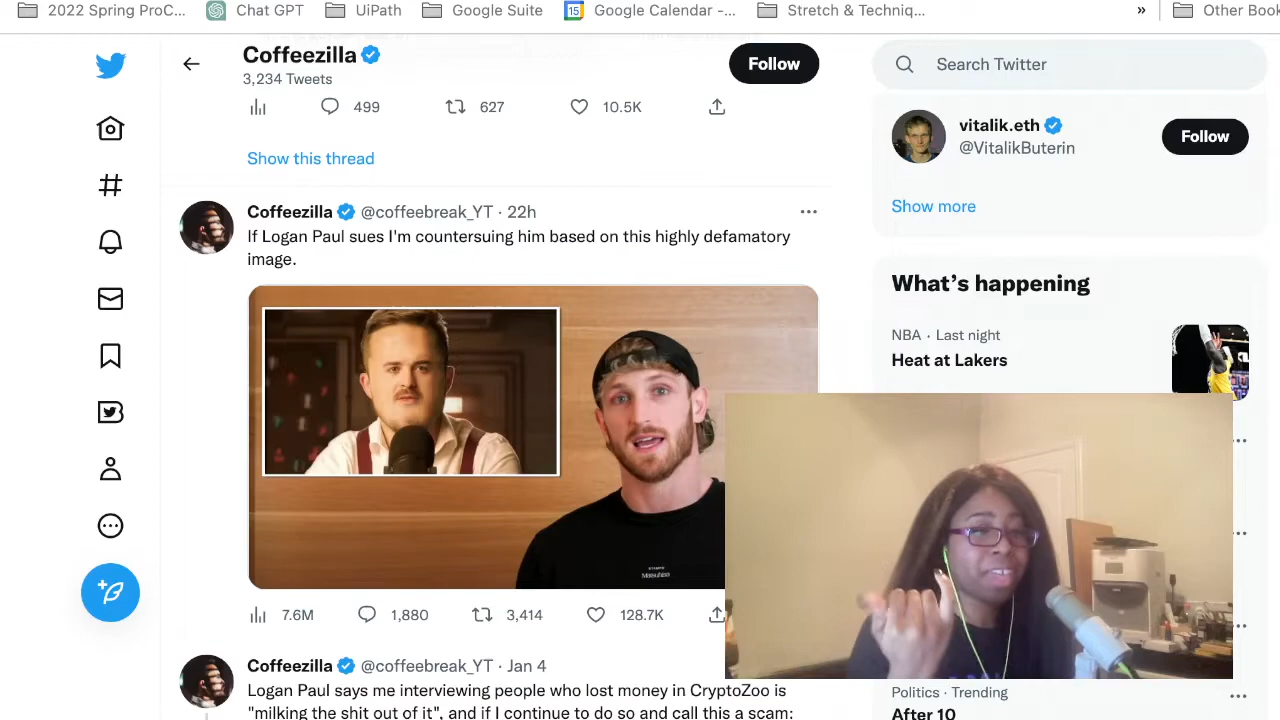 2022 Spring ProC...
Chat GPT
UiPath
Google Suite
15
Google Calendar -...
Stretch & Techniq...
»
Other Book
Coffeezilla
3,234 Tweets
Follow
499
627
10.5K
Show this thread
Coffeezilla @coffeebreak_YT · 22h
If Logan Paul sues I'm countersuing him based on this highly defamatory
image.
7.6M
1,880
3,414
128.7K
Coffeezilla @coffeebreak_YT · Jan 4
Logan Paul says me interviewing people who lost money in CryptoZoo is
"milking the shit out of it", and if I continue to do so and call this a scam:
Search Twitter
vitalik.eth
@VitalikButerin
Follow
Show more
What's happening
NBA · Last night
Heat at Lakers
Politics · Trending
After 10